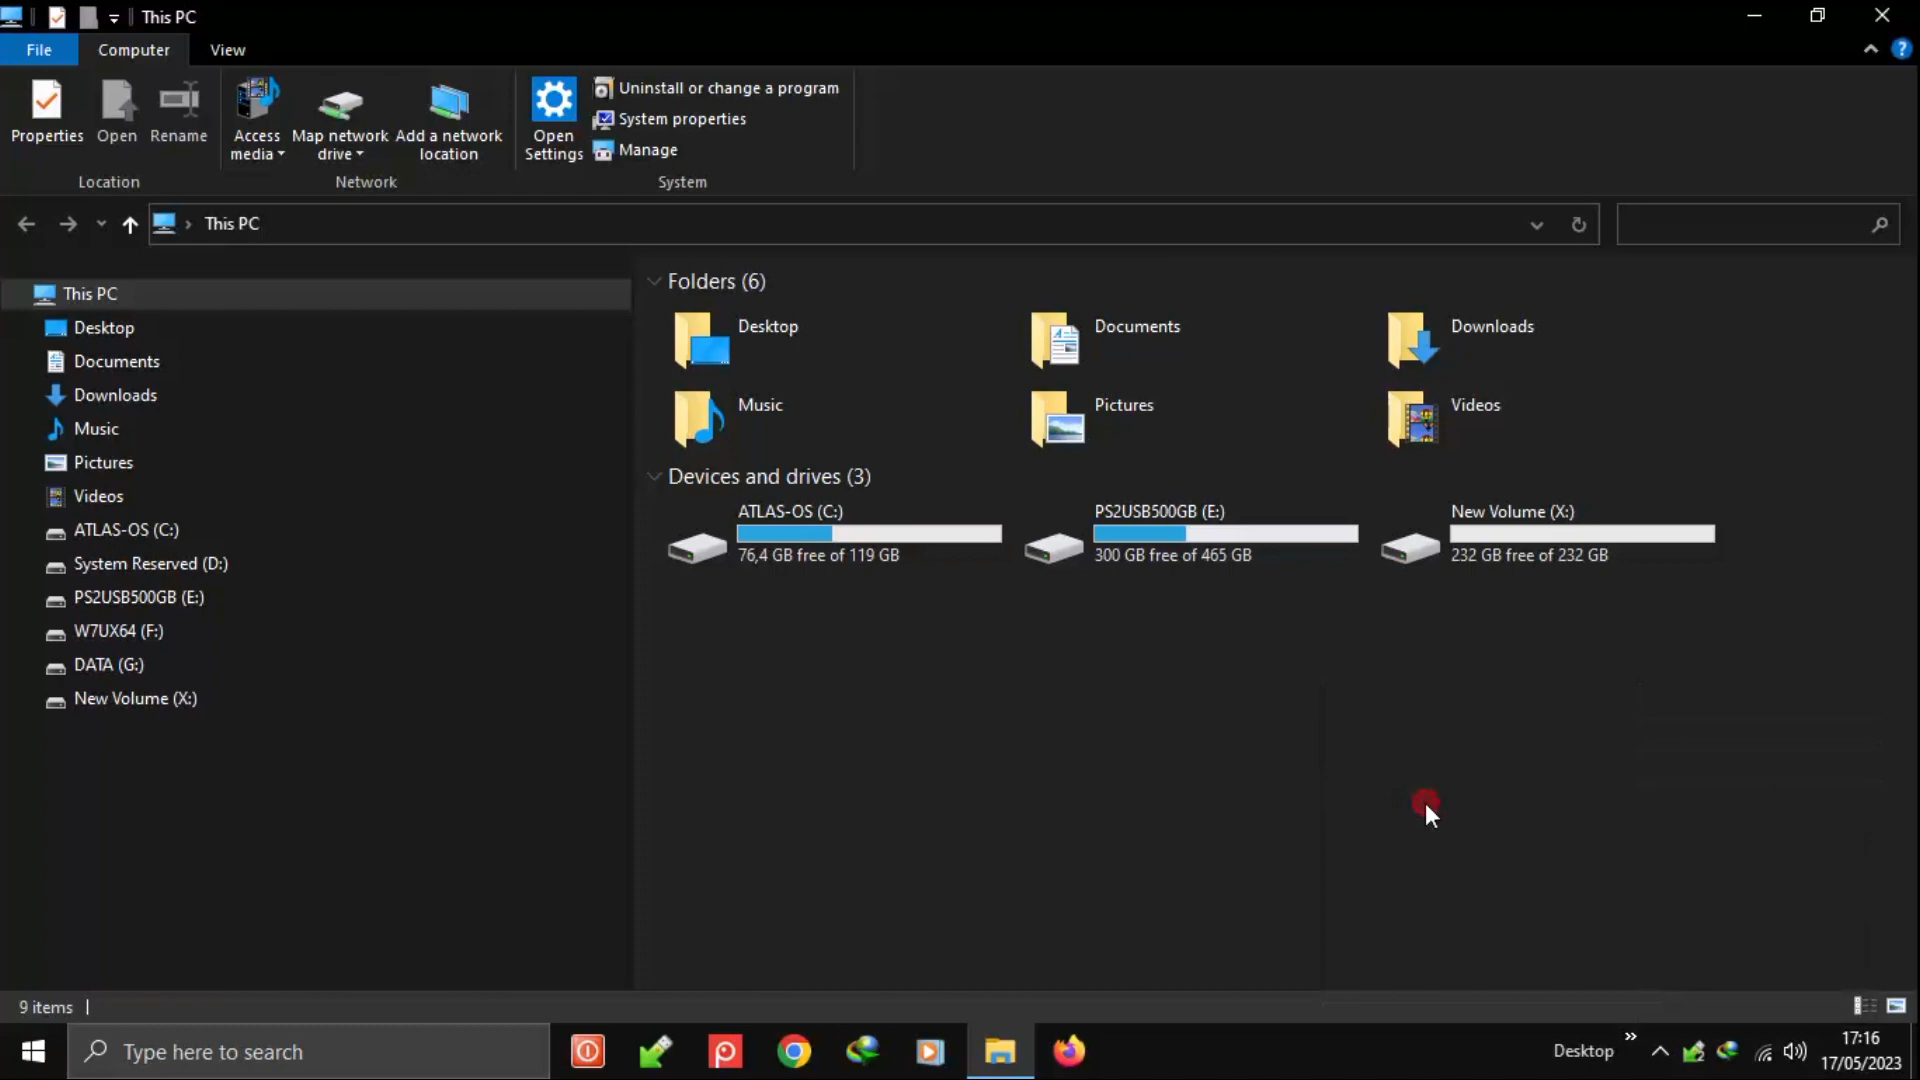 This PC
File
Computer
View
Properties
Open
Rename
Access media
Map network drive
Add a network location
Open Settings
Uninstall or change a program
System properties
Manage
Location
Network
System
This PC
This PC
Desktop
Documents
Downloads
Music
Pictures
Videos
ATLAS-OS (C:)
System Reserved (D:)
PS2USB500GB (E:)
W7UX64 (F:)
DATA (G:)
New Volume (X:)
Folders (6)
Desktop
Documents
Downloads
Music
Pictures
Videos
Devices and drives (3)
ATLAS-OS (C:)
76,4 GB free of 119 GB
PS2USB500GB (E:)
300 GB free of 465 GB
New Volume (X:)
232 GB free of 232 GB
9 items
Type here to search
Desktop
17:16
17/05/2023